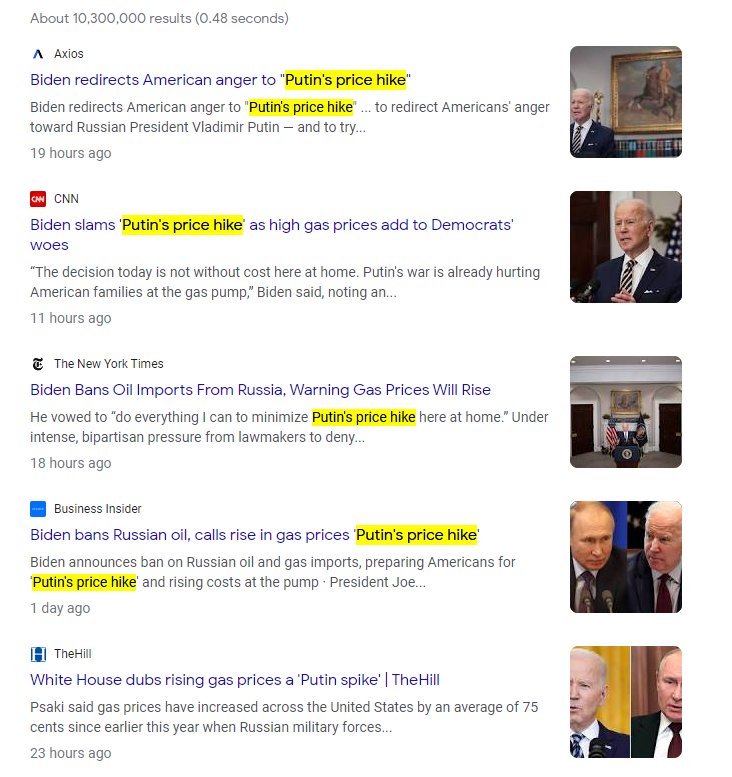 About 10,300,000 results (0.48 seconds)
Axios
Biden redirects American anger to "Putin's price hike"
Biden redirects American anger to "Putin's price hike" ... to redirect Americans' anger
toward Russian President Vladimir Putin — and to try...
19 hours ago
CNN
CNN
Biden slams 'Putin's price hike' as high gas prices add to Democrats'
woes
“The decision today is not without cost here at home. Putin's war is already hurting
American families at the gas pump,” Biden said, noting an...
11 hours ago
The New York Times
Biden Bans Oil Imports From Russia, Warning Gas Prices Will Rise
He vowed to “do everything I can to minimize Putin's price hike here at home.” Under
intense, bipartisan pressure from lawmakers to deny...
18 hours ago
Business Insider
Biden bans Russian oil, calls rise in gas prices 'Putin's price hike'
Biden announces ban on Russian oil and gas imports, preparing Americans for
'Putin's price hike' and rising costs at the pump · President Joe...
1 day ago
TheHill
White House dubs rising gas prices a 'Putin spike' | TheHill
Psaki said gas prices have increased across the United States by an average of 75
cents since earlier this year when Russian military forces...
23 hours ago